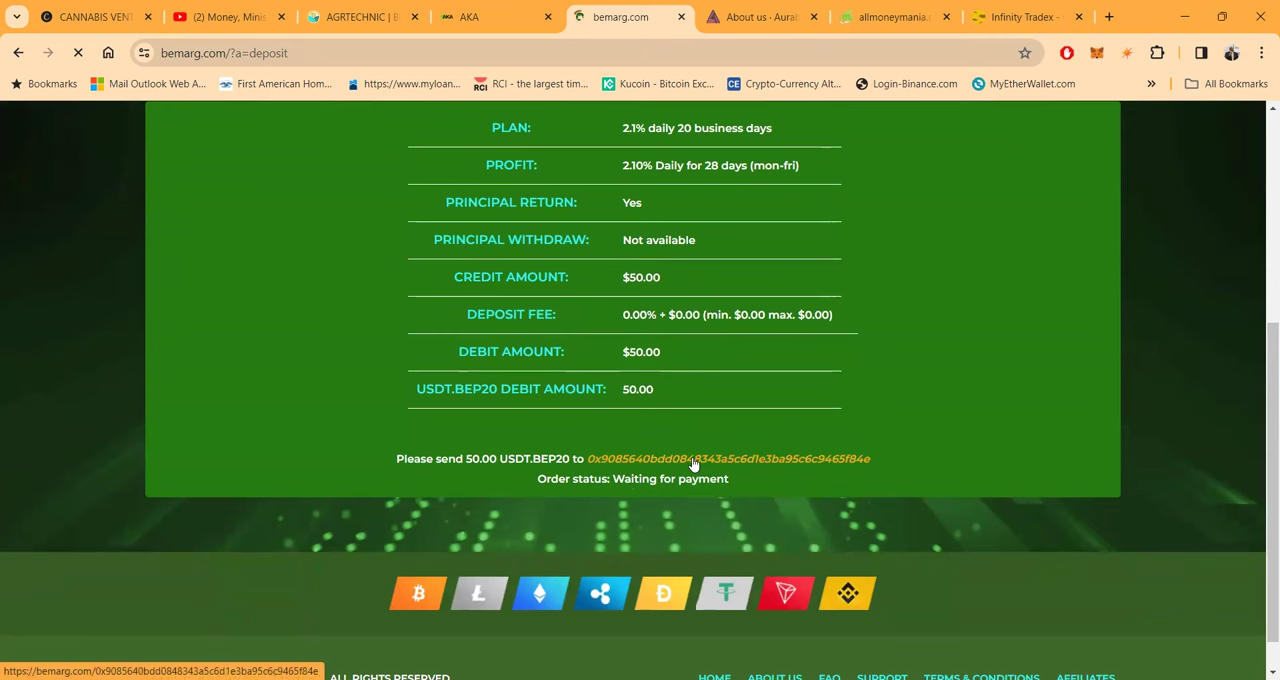 CANNABIS VENT
(2) Money, Minis
AGRTECHNIC | B
AKA
bemarg.com
About us · Aurab
allmoneymania.c
Infinity Tradex -
bemarg.com/?a=deposit
Bookmarks
Mail Outlook Web A...
First American Hom...
https://www.myloan...
RCI - the largest tim...
Kucoin - Bitcoin Exc...
Crypto-Currency Alt...
Login-Binance.com
MyEtherWallet.com
»
All Bookmarks
PLAN: 2.1% daily 20 business days
PROFIT: 2.10% Daily for 28 days (mon-fri)
PRINCIPAL RETURN: Yes
PRINCIPAL WITHDRAW: Not available
CREDIT AMOUNT: $50.00
DEPOSIT FEE: 0.00% + $0.00 (min. $0.00 max. $0.00)
DEBIT AMOUNT: $50.00
USDT.BEP20 DEBIT AMOUNT: 50.00
Please send 50.00 USDT.BEP20 to 0x9085640bdd0848343a5c6d1e3ba95c6c9465f84e
Order status: Waiting for payment
https://bemarg.com/0x9085640bdd0848343a5c6d1e3ba95c6c9465f84e
ALL RIGHTS RESERVED
HOME ABOUT US FAQ SUPPORT TERMS & CONDITIONS AFFILIATES